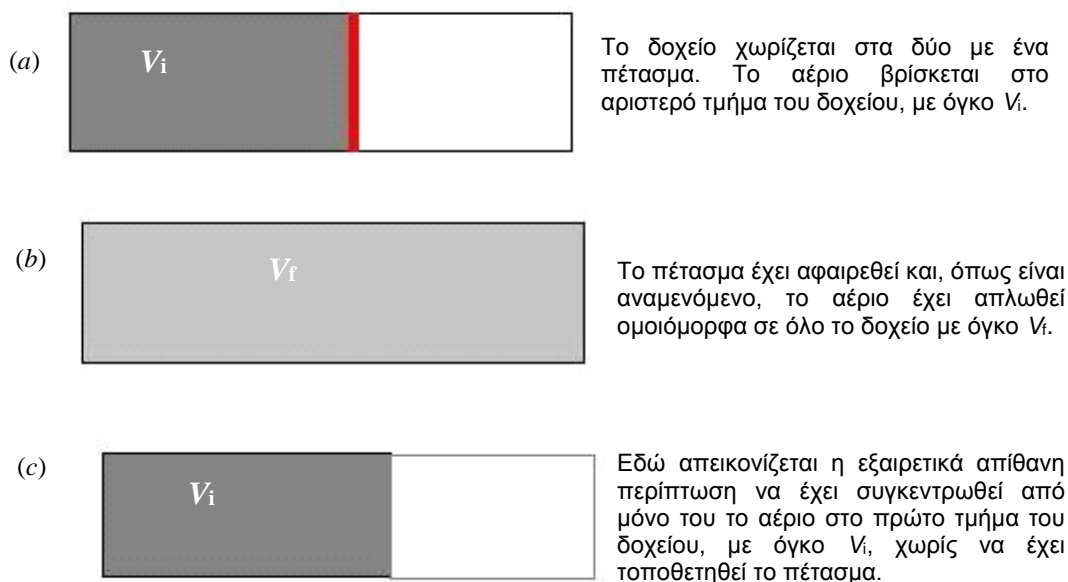 (a)
Vi
Το δοχείο χωρίζεται στα δύο με ένα
πέτασμα. Το αέριο βρίσκεται στο
αριστερό τμήμα του δοχείου, με όγκο Vi.
(b)
Vf
Το πέτασμα έχει αφαιρεθεί και, όπως είναι
αναμενόμενο, το αέριο έχει απλωθεί
ομοιόμορφα σε όλο το δοχείο με όγκο Vf.
(c)
Vi
Εδώ απεικονίζεται η εξαιρετικά απίθανη
περίπτωση να έχει συγκεντρωθεί από
μόνο του το αέριο στο πρώτο τμήμα του
δοχείου, με όγκο Vi, χωρίς να έχει
τοποθετηθεί το πέτασμα.